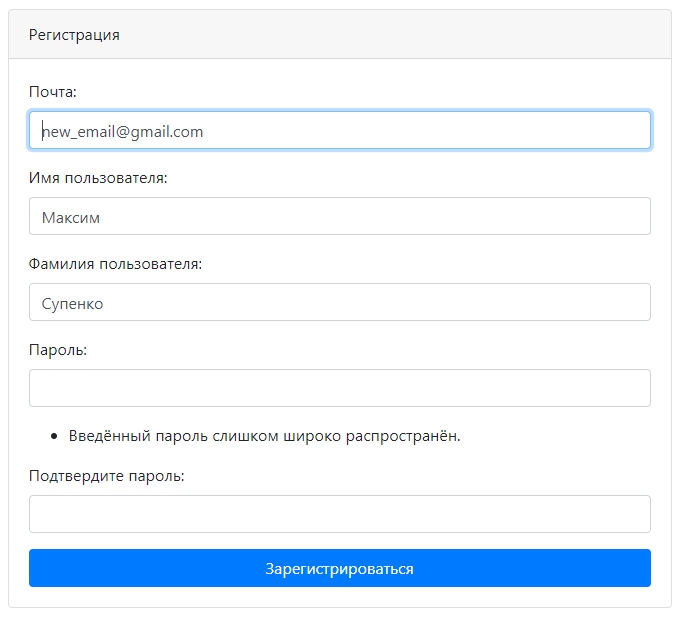 Регистрация
Почта:
new_email@gmail.com
Имя пользователя:
Максим
Фамилия пользователя:
Супенко
Пароль:
Введённый пароль слишком широко распространён.
Подтвердите пароль:
Зарегистрироваться